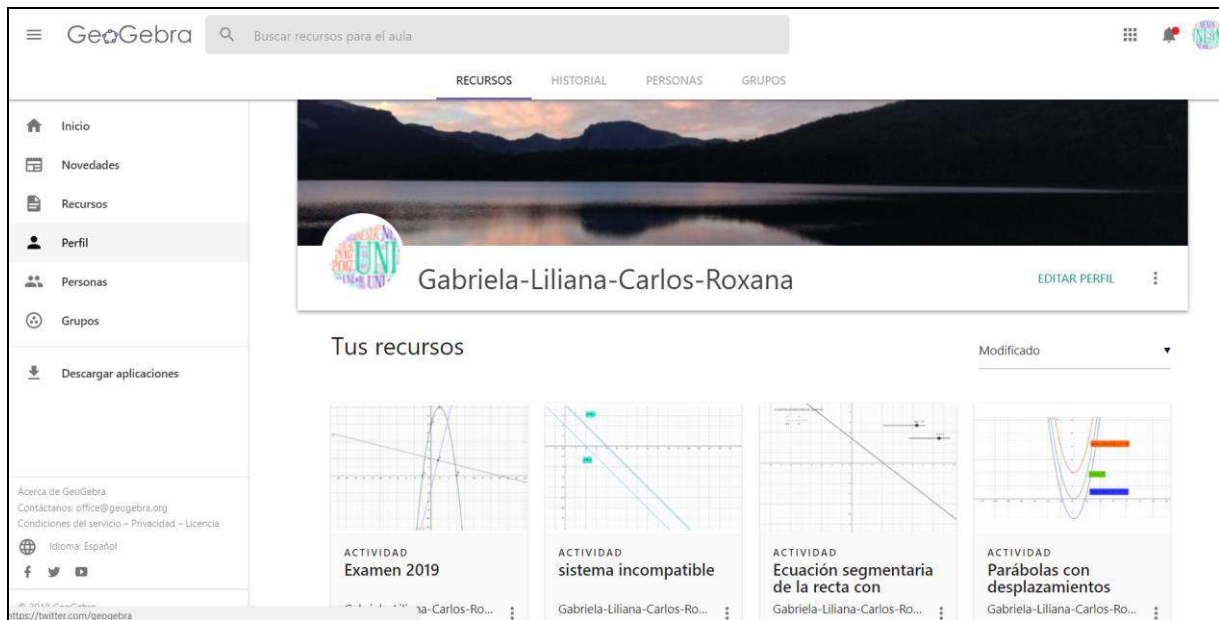 GeoGebra
Buscar recursos para el aula
RECURSOS HISTORIAL PERSONAS GRUPOS
Inicio
Novedades
Recursos
Perfil
Personas
Grupos
Descargar aplicaciones
Acerca de GeoGebra
Contáctanos: office@geogebra.org
Condiciones del servicio – Privacidad – Licencia
Idioma: Español
https://twitter.com/geogebra
UNI
Gabriela-Liliana-Carlos-Roxana
EDITAR PERFIL
Tus recursos
Modificado
ACTIVIDAD
Examen 2019
ACTIVIDAD
sistema incompatible
Gabriela-Liliana-Carlos-Ro...
ACTIVIDAD
Ecuación segmentaria
de la recta con
Gabriela-Liliana-Carlos-Ro...
ACTIVIDAD
Parábolas con
desplazamientos
Gabriela-Liliana-Carlos-Ro...